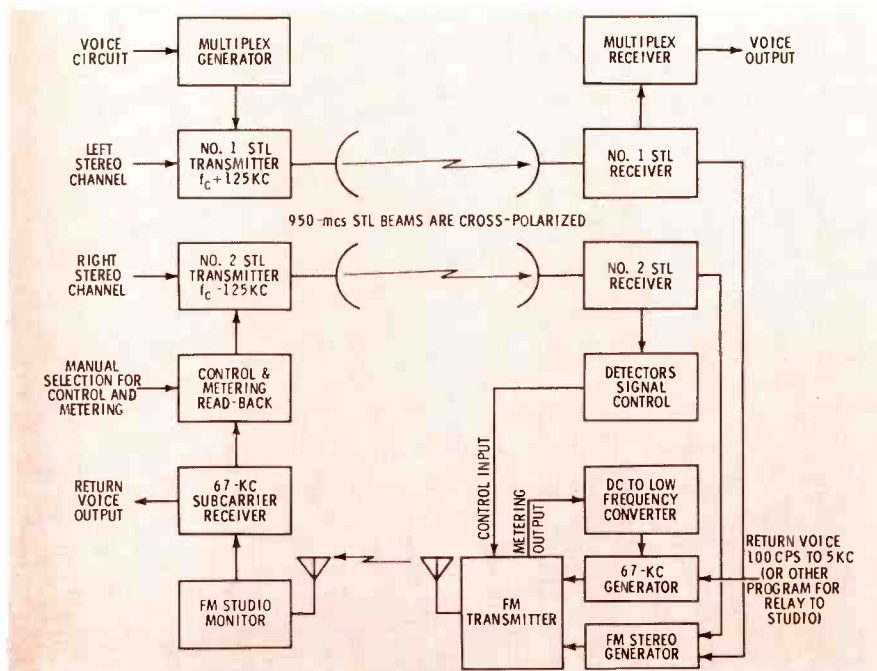 VOICE
CIRCUIT
MULTIPLEX
GENERATOR
MULTIPLEX
RECEIVER
VOICE
OUTPUT
LEFT
STEREO
CHANNEL
NO. 1 STL
TRANSMITTER
fC+125KC
NO. 1 STL
RECEIVER
950-mcs STL BEAMS ARE CROSS-POLARIZED
RIGHT
STEREO
CHANNEL
NO. 2 STL
TRANSMITTER
fC-125KC
NO. 2 STL
RECEIVER
MANUAL
SELECTION FOR
CONTROL AND
METERING
CONTROL &
METERING
READ-BACK
DETECTORS
SIGNAL
CONTROL
RETURN
VOICE
OUTPUT
67-KC
SUBCARRIER
RECEIVER
CONTROL INPUT
METERING
OUTPUT
DC TO LOW
FREQUENCY
CONVERTER
FM STUDIO
MONITOR
FM
TRANSMITTER
67-KC
GENERATOR
RETURN VOICE
100 CPS TO 5KC
(OR OTHER
PROGRAM FOR
RELAY TO
STUDIO)
FM STEREO
GENERATOR